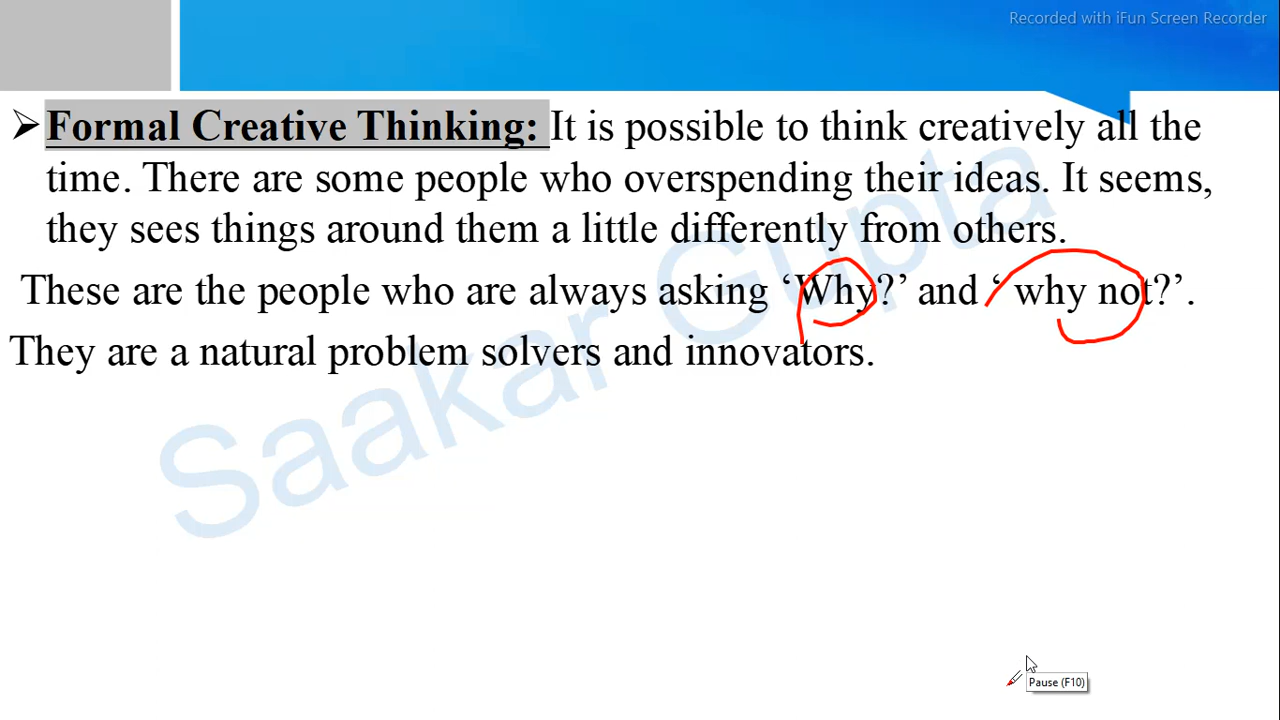 Recorded with iFun Screen Recorder
➢Formal Creative Thinking: It is possible to think creatively all the
time. There are some people who overspending their ideas. It seems,
they sees things around them a little differently from others.
These are the people who are always asking ‘Why?’ and ‘ why not?’.
They are a natural problem solvers and innovators.
Saakar Gupta
Pause (F10)